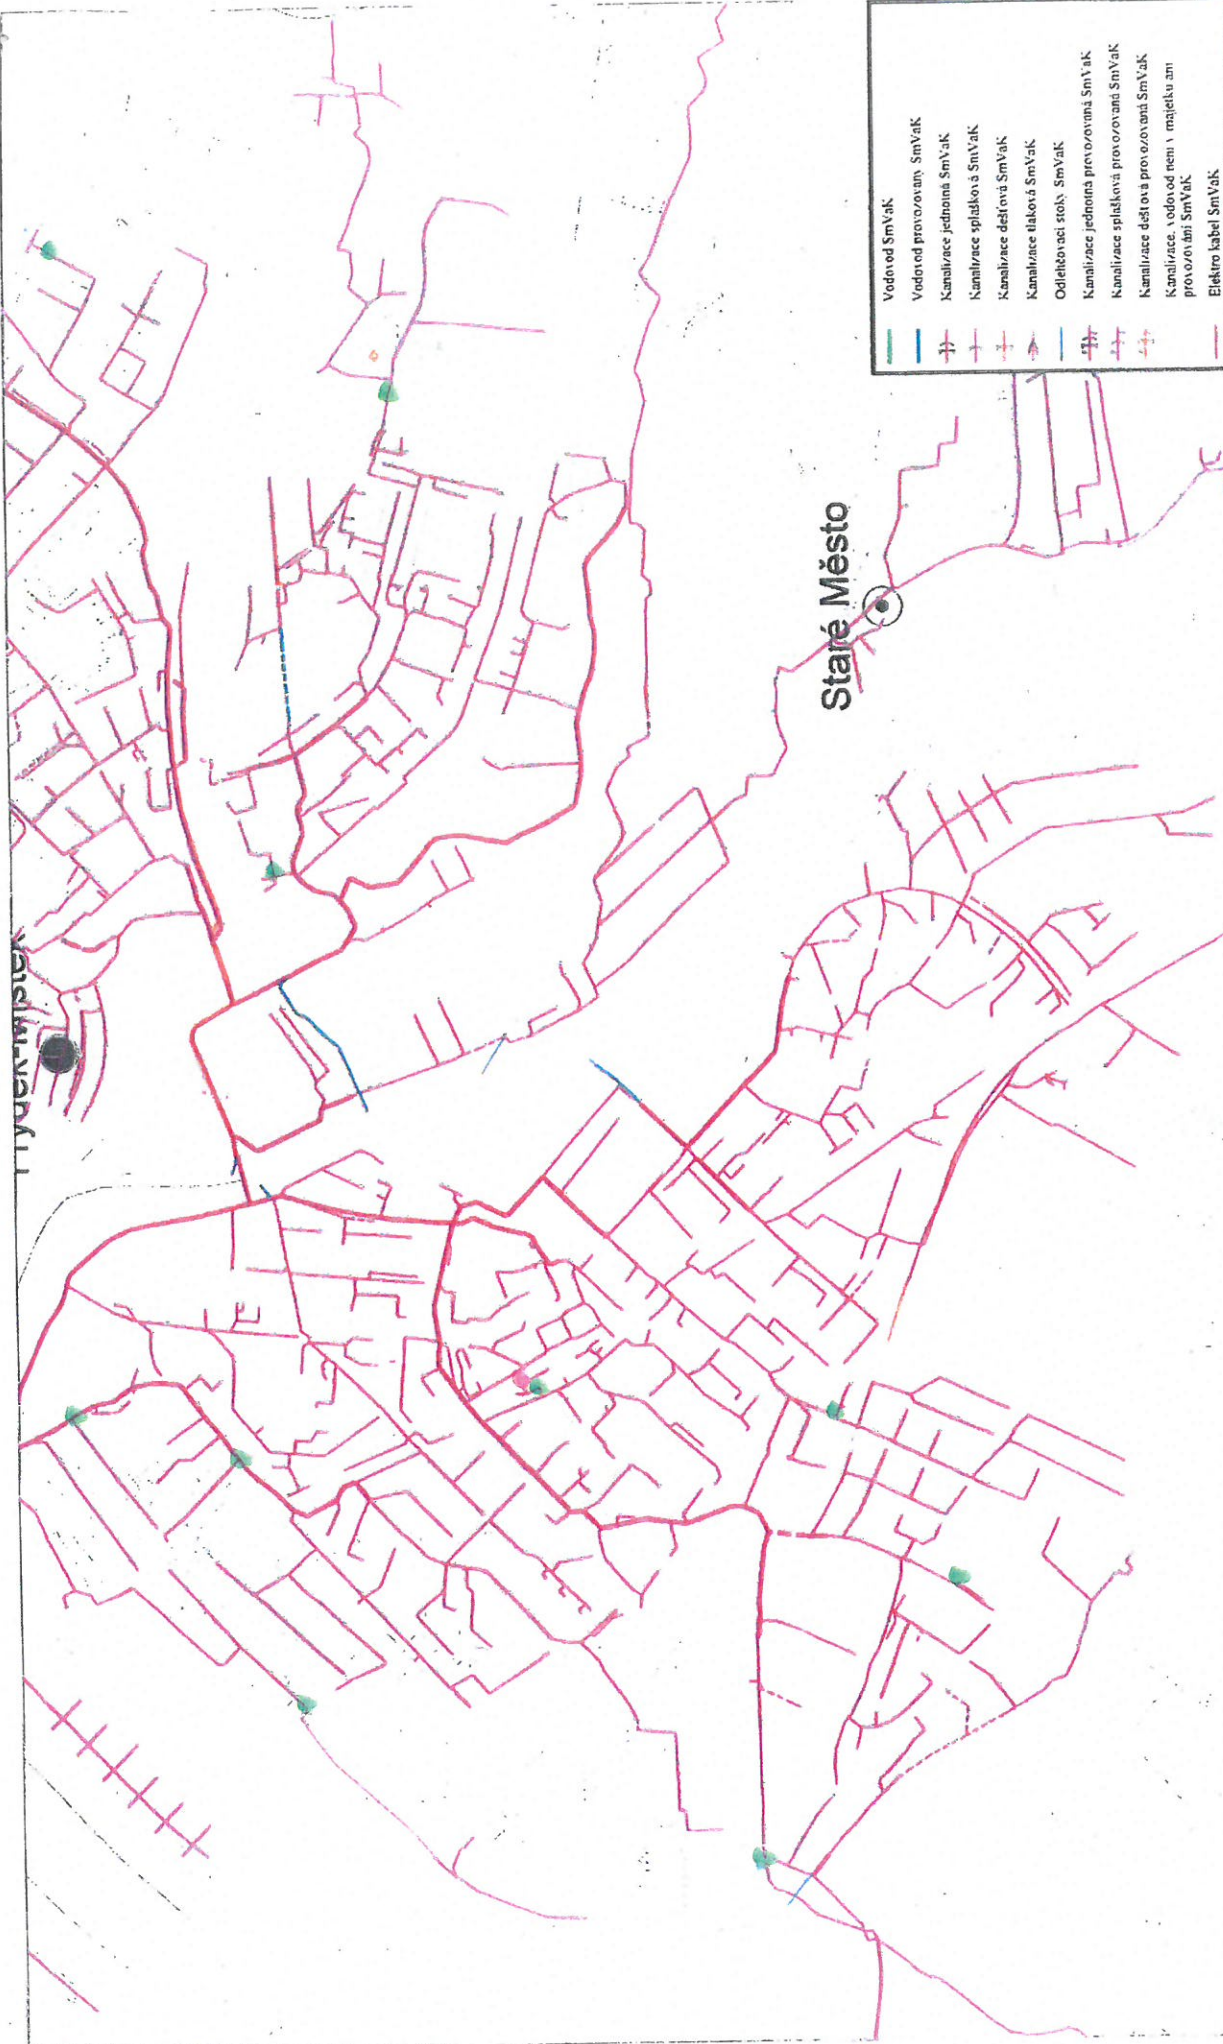 Staré Město
Vodovod SmVaK
Vodovod provozovaný SmVaK
Kanalizace jednotná SmVaK
Kanalizace splašková SmVaK
Kanalizace dešťová SmVaK
Kanalizace tlaková SmVaK
Odlehčovací stoky SmVaK
Kanalizace jednotná provozovaná SmVaK
Kanalizace splašková provozovaná SmVaK
Kanalizace dešťová provozovaná SmVaK
Kanalizace, vodovod není v majetku ani
provozování SmVaK
Elektro kabel SmVaK